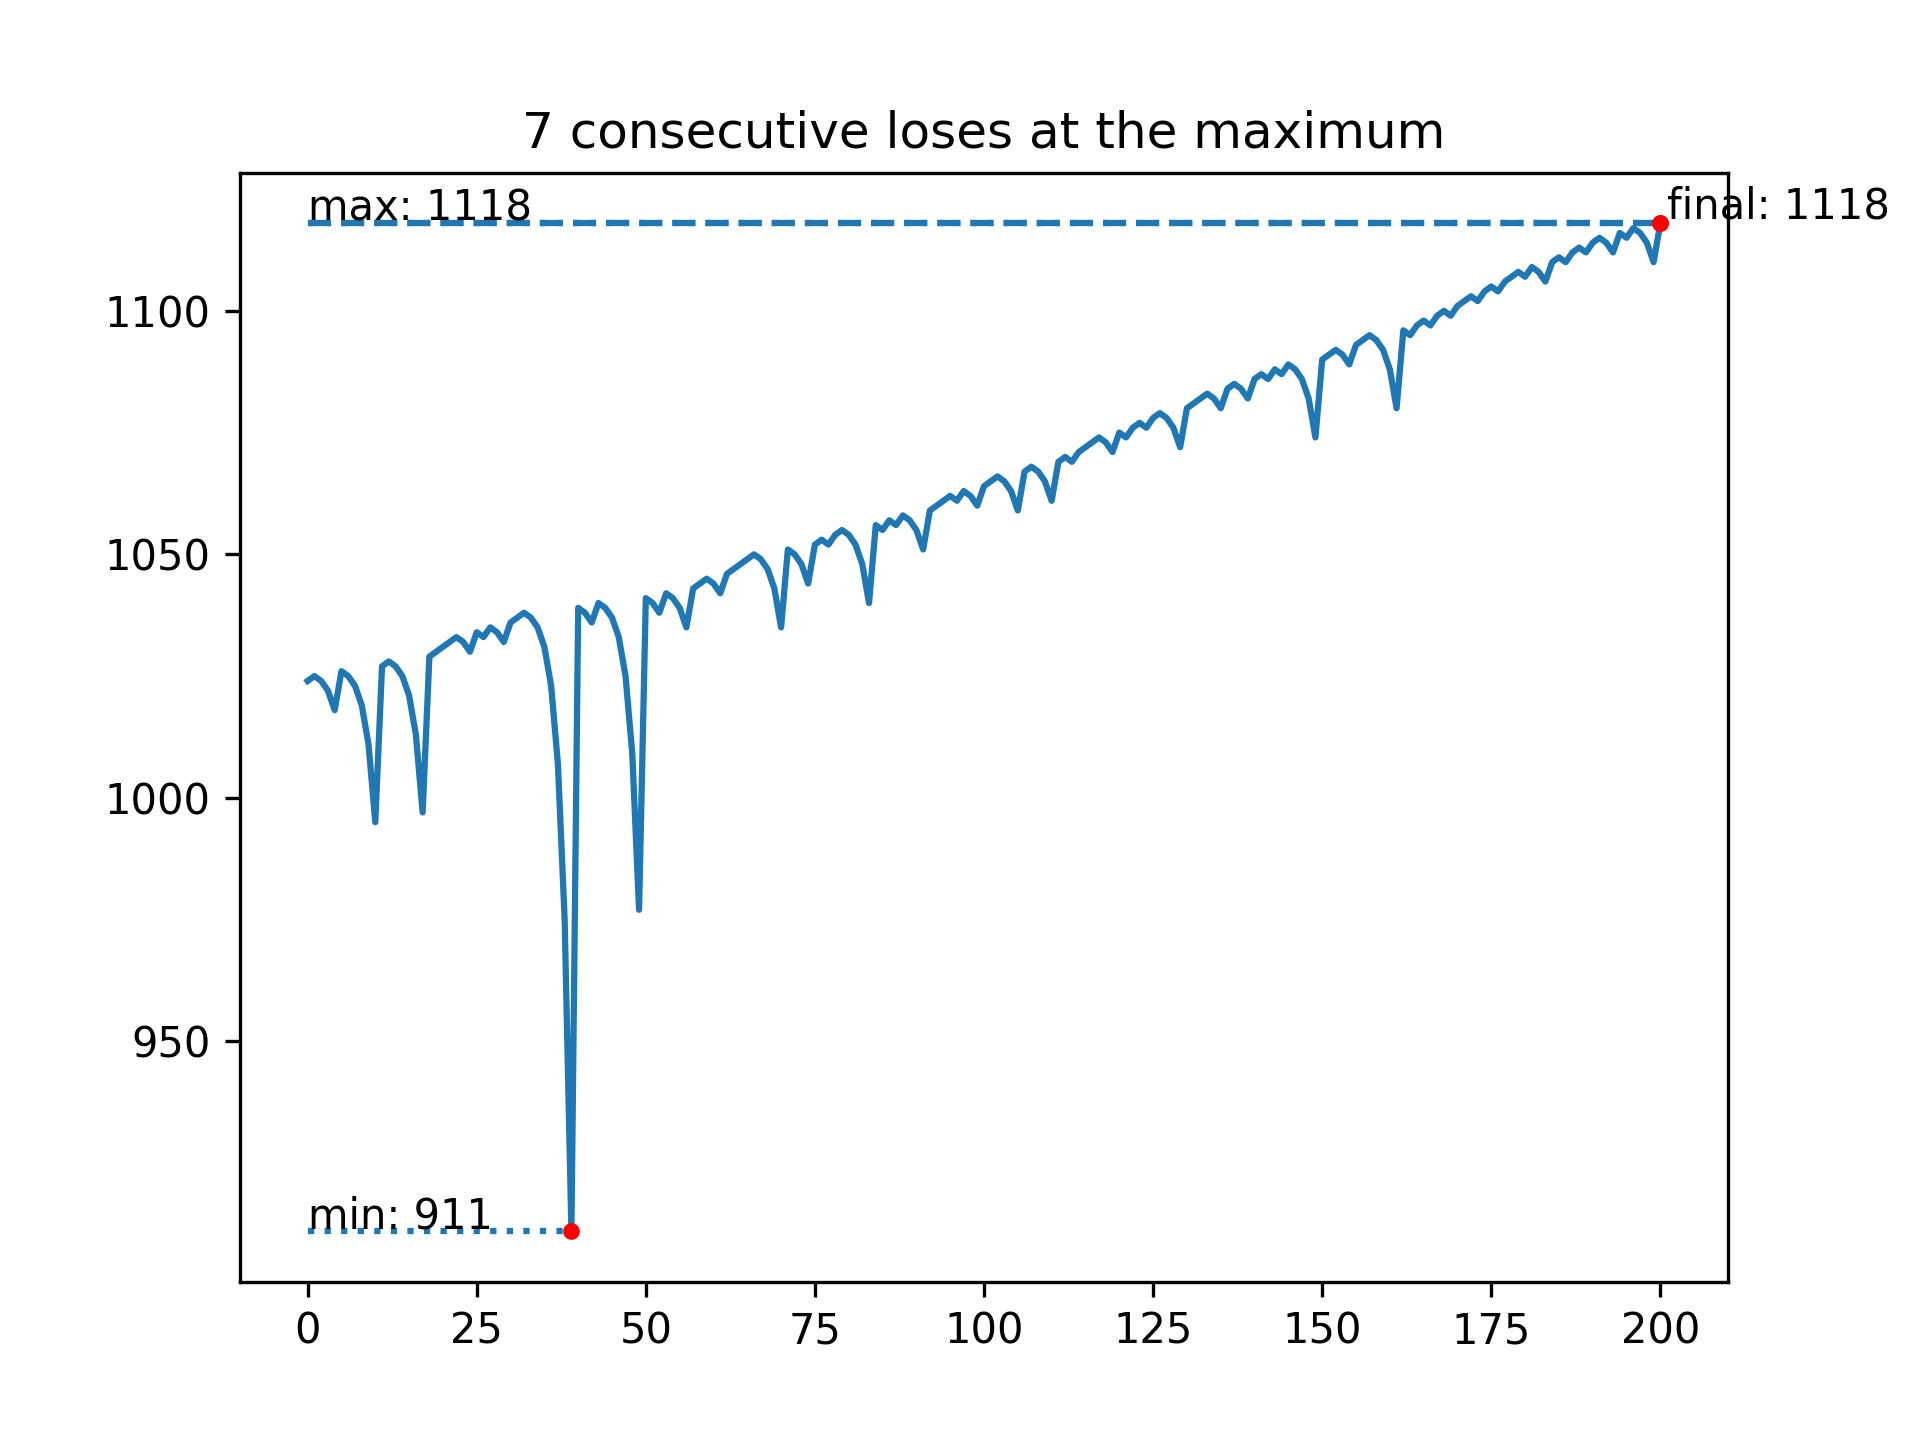 7 consecutive loses at the maximum
max: 1118
final: 1118
1100
1050
1000
950
min: 911
0 25 50 75 100 125 150 175 200